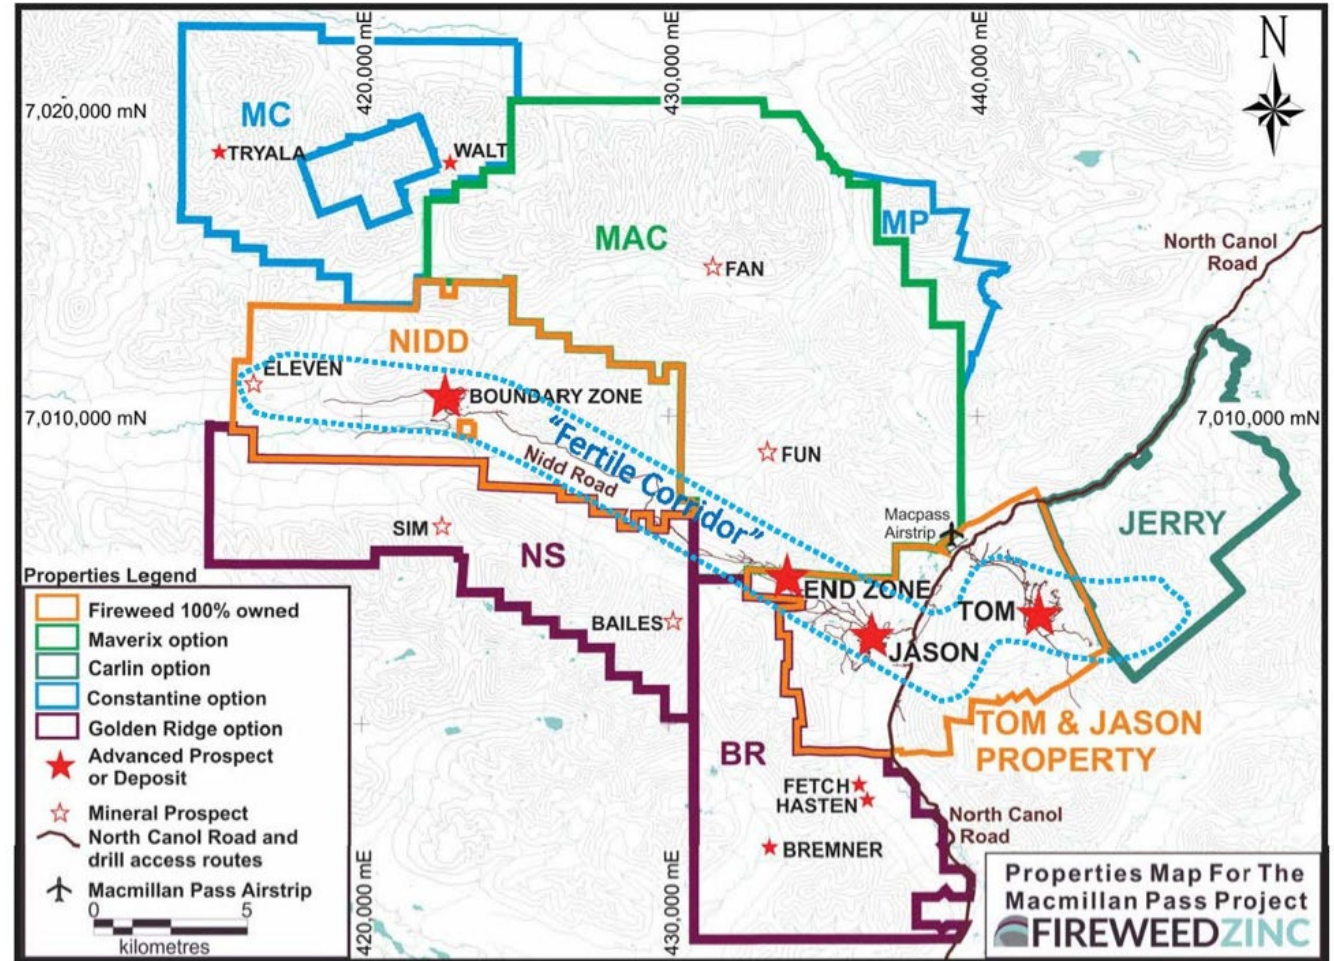 420,000 mE
430,000 mE
440,000 mE
N
7,020,000 mN
MC
TRYALA
WALT
MAC
MP
FAN
North Canol
Road
NIDD
ELEVEN
BOUNDARY ZONE
7,010,000 mN
7,010,000 mN
"Fertile Corridor"
Nidd Road
FUN
SIM
NS
Macpass
Airstrip
JERRY
END ZONE
TOM
BAILES
JASON
TOM & JASON
PROPERTY
BR
FETCH
HASTEN
BREMNER
North Canol
Road
Properties Legend
Fireweed 100% owned
Maverix option
Carlin option
Constantine option
Golden Ridge option
Advanced Prospect
or Deposit
Mineral Prospect
North Canol Road and
drill access routes
Macmillan Pass Airstrip
0 5
kilometres
420,000 mE
430,000 mE
Properties Map For The
Macmillan Pass Project
FIREWEEDZINC